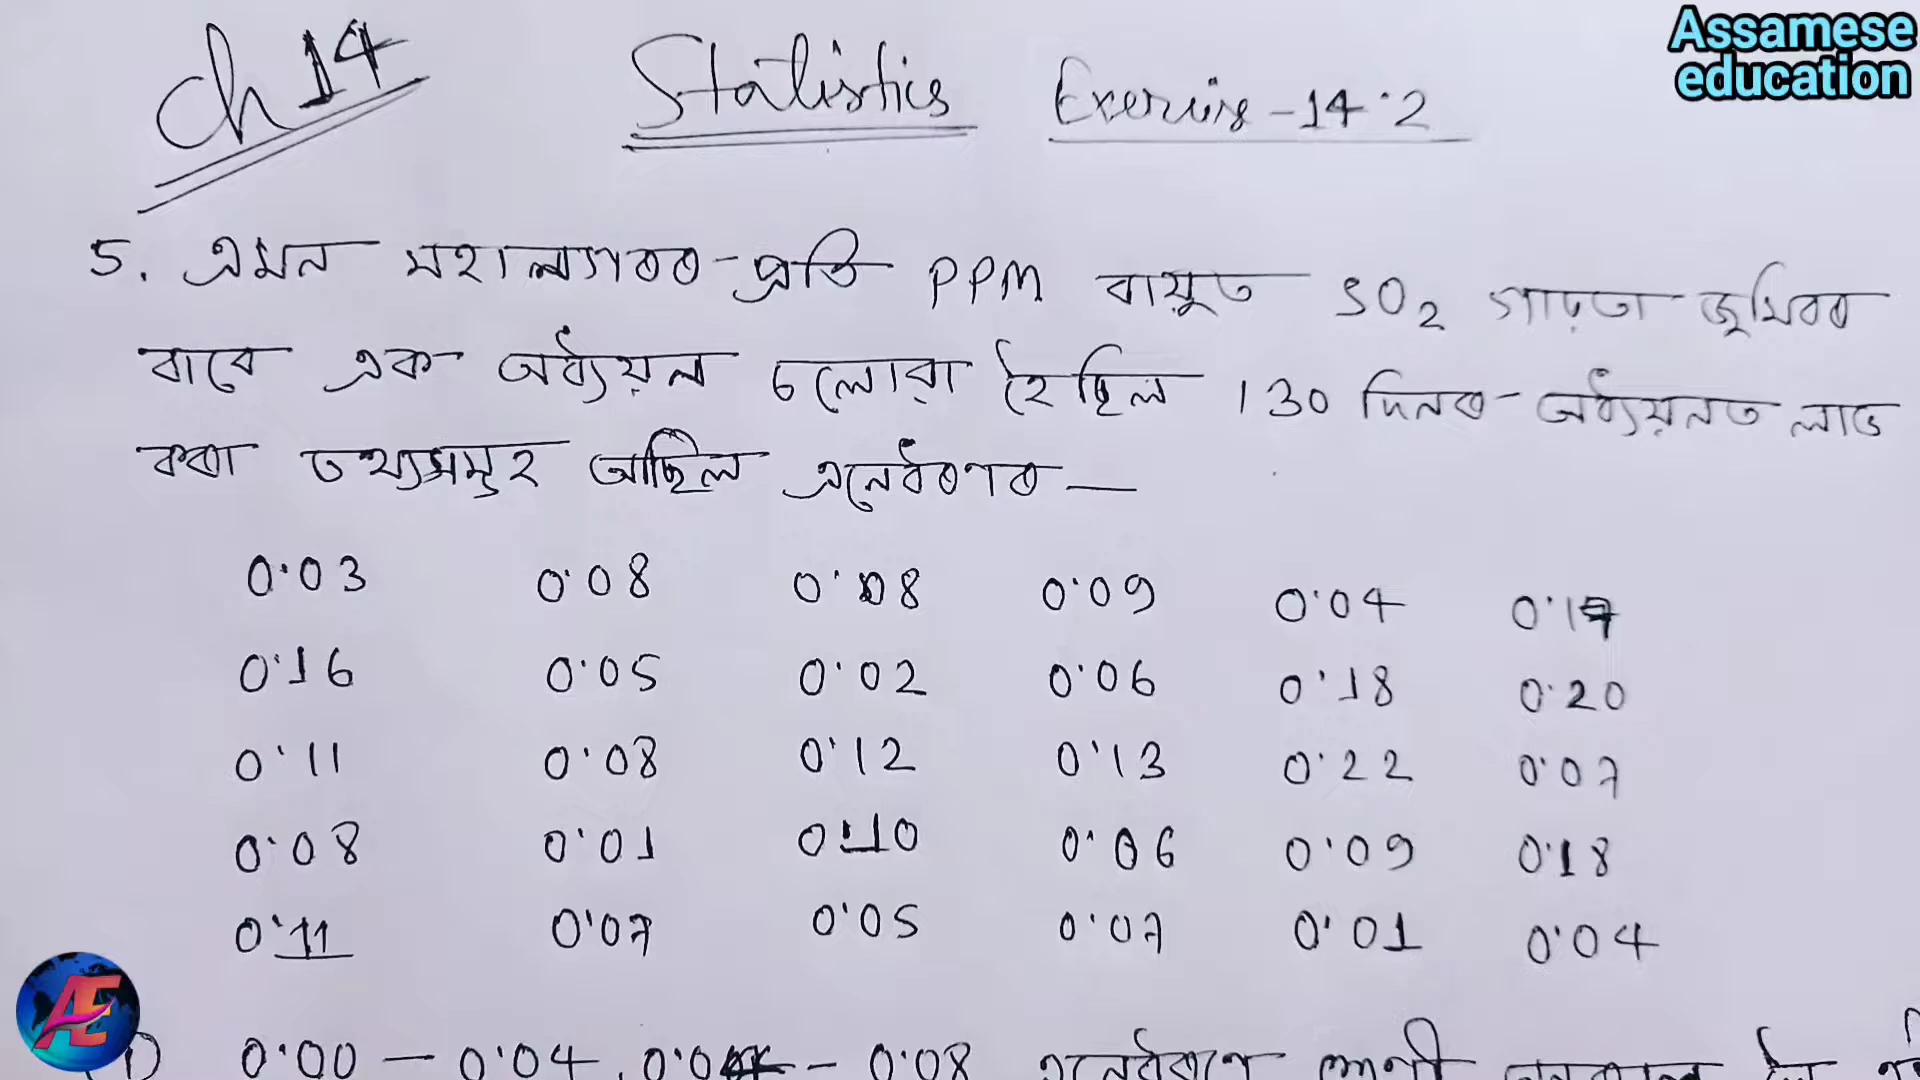 Assamese education
ch 14 Statistics Exercise - 14.2
5. এমন মহানগৰৰ প্ৰতি PPM বায়ুত SO2 গাঢ়তা জুমিবৰ
বাবে এক অধ্যয়ন চলোৱা হৈছিল । 30 দিনৰ অধ্যয়নত লাভ
কৰা তথ্যসমূহ আছিল এনেধৰণৰ —
0.03 0.08 0.08 0.09 0.04 0.17
0.16 0.05 0.02 0.06 0.18 0.20
0.11 0.08 0.12 0.13 0.22 0.07
0.08 0.01 0.10 0.06 0.09 0.18
0.11 0.07 0.05 0.07 0.01 0.04
0.00 — 0.04, 0.04 - 0.08 এনেধৰণে শ্ৰেণী
AE